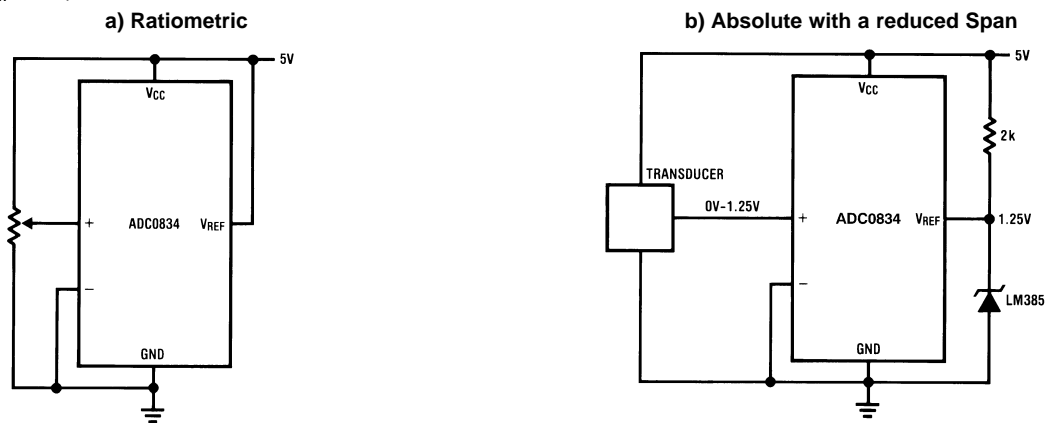 a) Ratiometric
5V
VCC
+
ADC0834
VREF
−
GND
b) Absolute with a reduced Span
5V
VCC
2k
TRANSDUCER
0V-1.25V
+
ADC0834
VREF
1.25V
−
LM385
GND